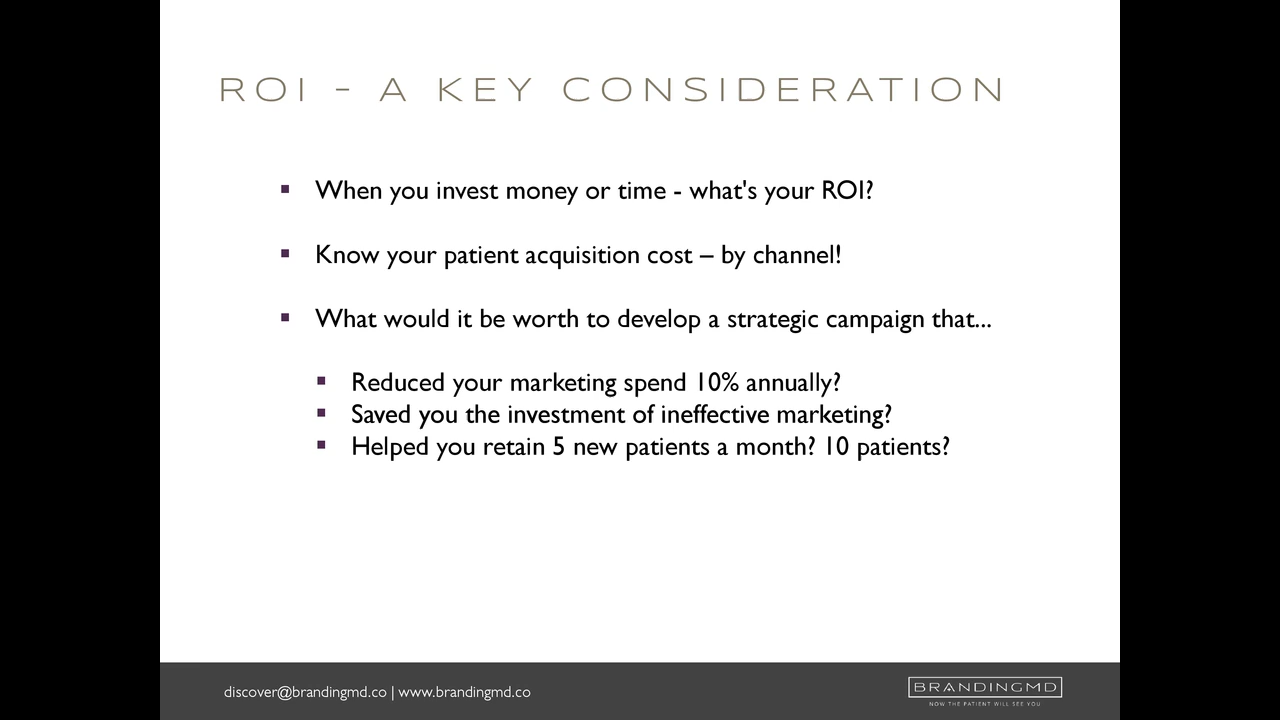 ROI - A KEY CONSIDERATION
▪ When you invest money or time - what's your ROI?
▪ Know your patient acquisition cost – by channel!
▪ What would it be worth to develop a strategic campaign that...
▪ Reduced your marketing spend 10% annually?
▪ Saved you the investment of ineffective marketing?
▪ Helped you retain 5 new patients a month? 10 patients?
discover@brandingmd.co | www.brandingmd.co
BRANDINGMD
NOW THE PATIENT WILL SEE YOU